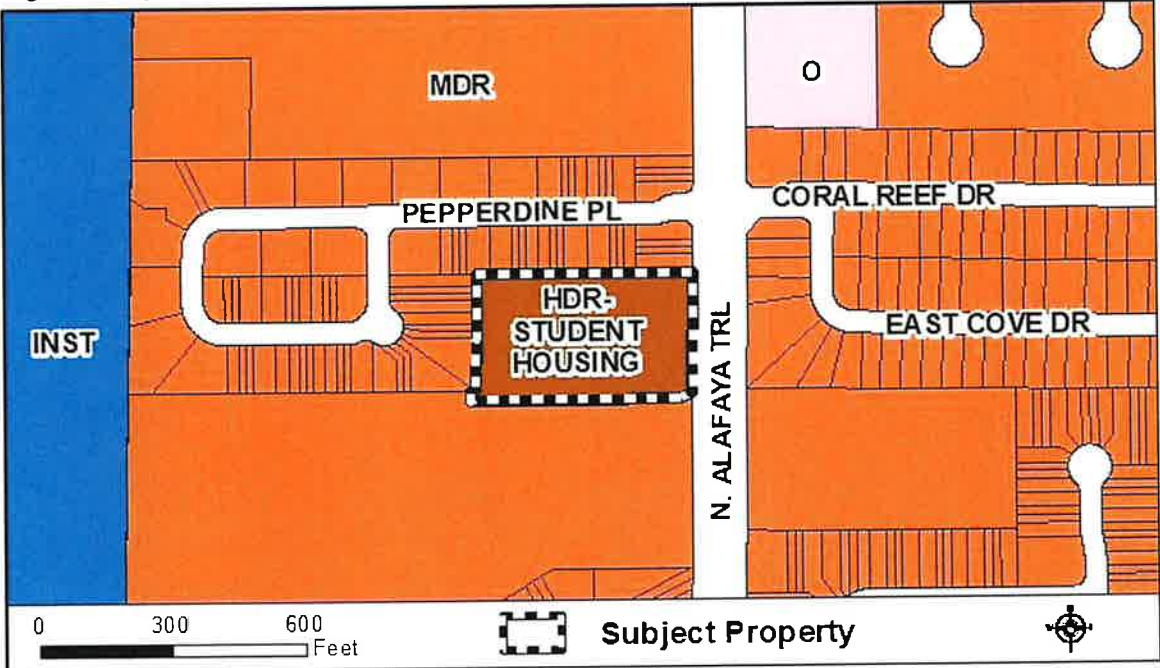 MDR
O
PEPPERDINE PL
CORAL REEF DR
HDR-
STUDENT
HOUSING
INST
EAST COVE DR
N. ALAFAYA TRL
0 300 600
Feet
Subject Property